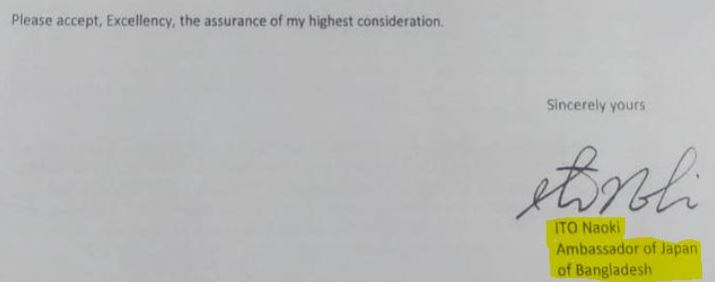 Please accept, Excellency, the assurance of my highest consideration.
Sincerely yours
ITO Naoki
Ambassador of Japan
of Bangladesh